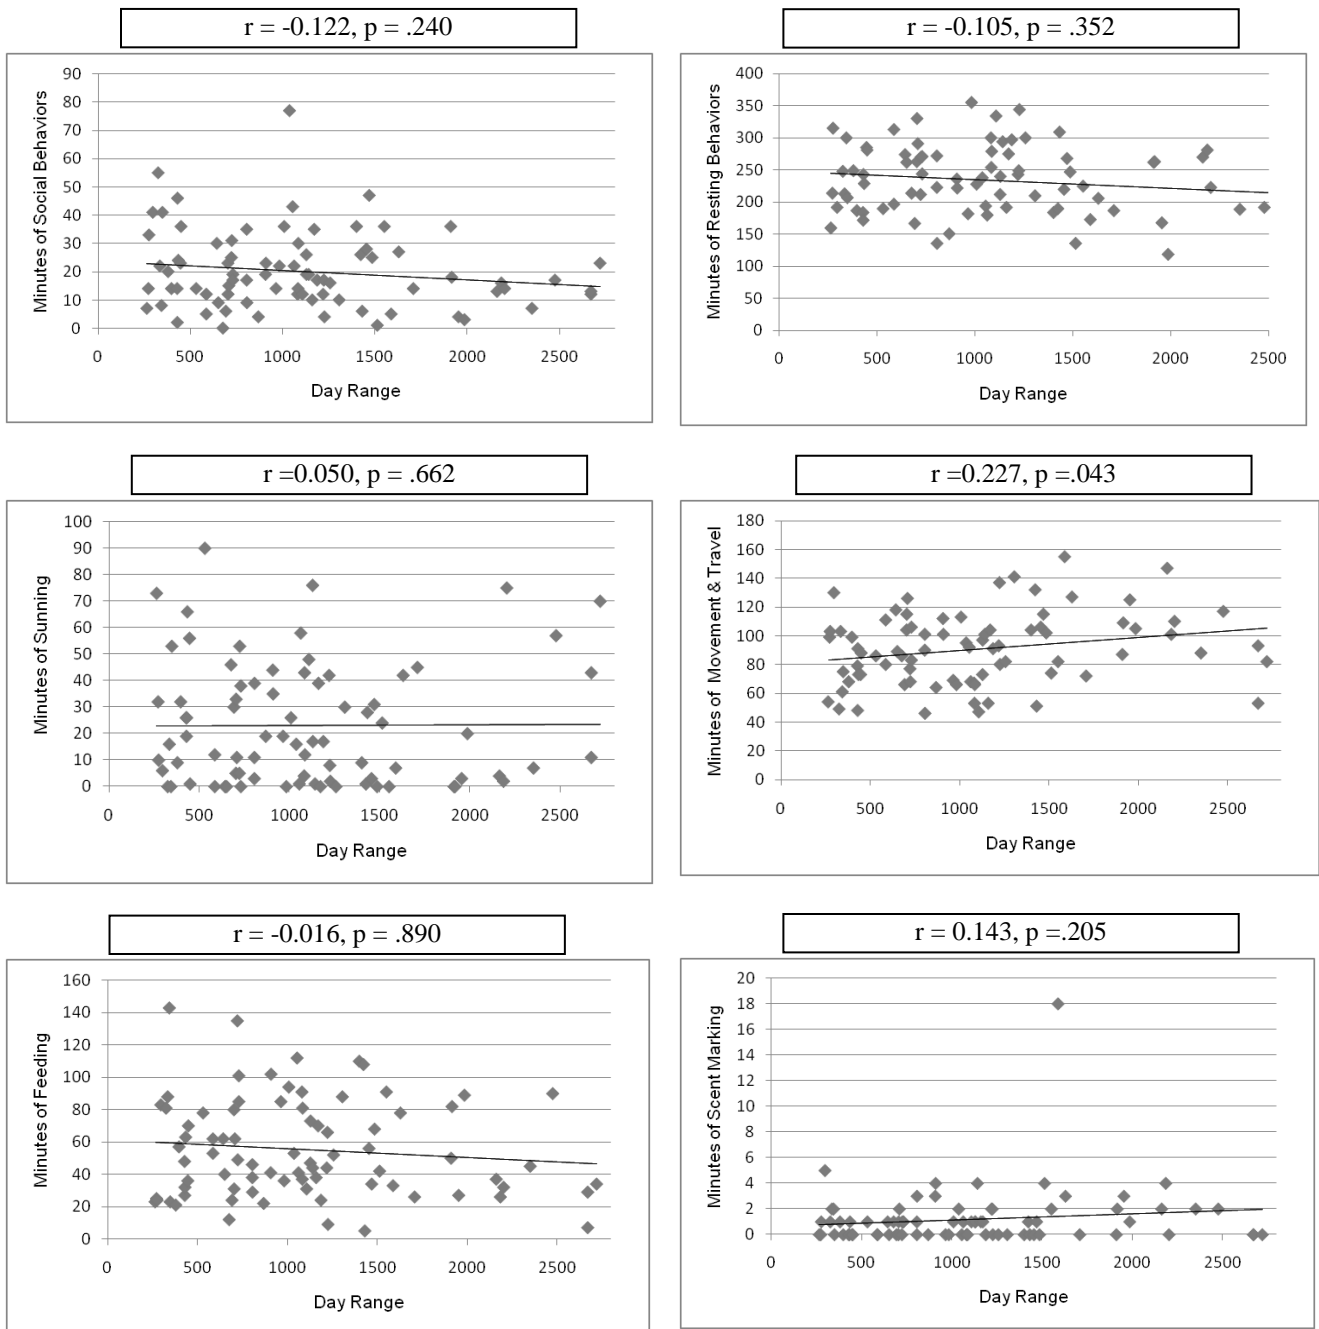 r = -0.122, p = .240
90
80
70
60
50
40
30
20
10
0
Minutes of Social Behaviors
0 500 1000 1500 2000 2500
Day Range
r = -0.105, p = .352
400
350
300
250
200
150
100
50
0
Minutes of Resting Behaviors
0 500 1000 1500 2000 2500
Day Range
r =0.050, p = .662
100
90
80
70
60
50
40
30
20
10
0
Minutes of Sunning
0 500 1000 1500 2000 2500
Day Range
r =0.227, p =.043
180
160
140
120
100
80
60
40
20
0
Minutes of Movement & Travel
0 500 1000 1500 2000 2500
Day Range
r = -0.016, p = .890
160
140
120
100
80
60
40
20
0
Minutes of Feeding
0 500 1000 1500 2000 2500
Day Range
r = 0.143, p =.205
20
18
16
14
12
10
8
6
4
2
0
Minutes of Scent Marking
0 500 1000 1500 2000 2500
Day Range